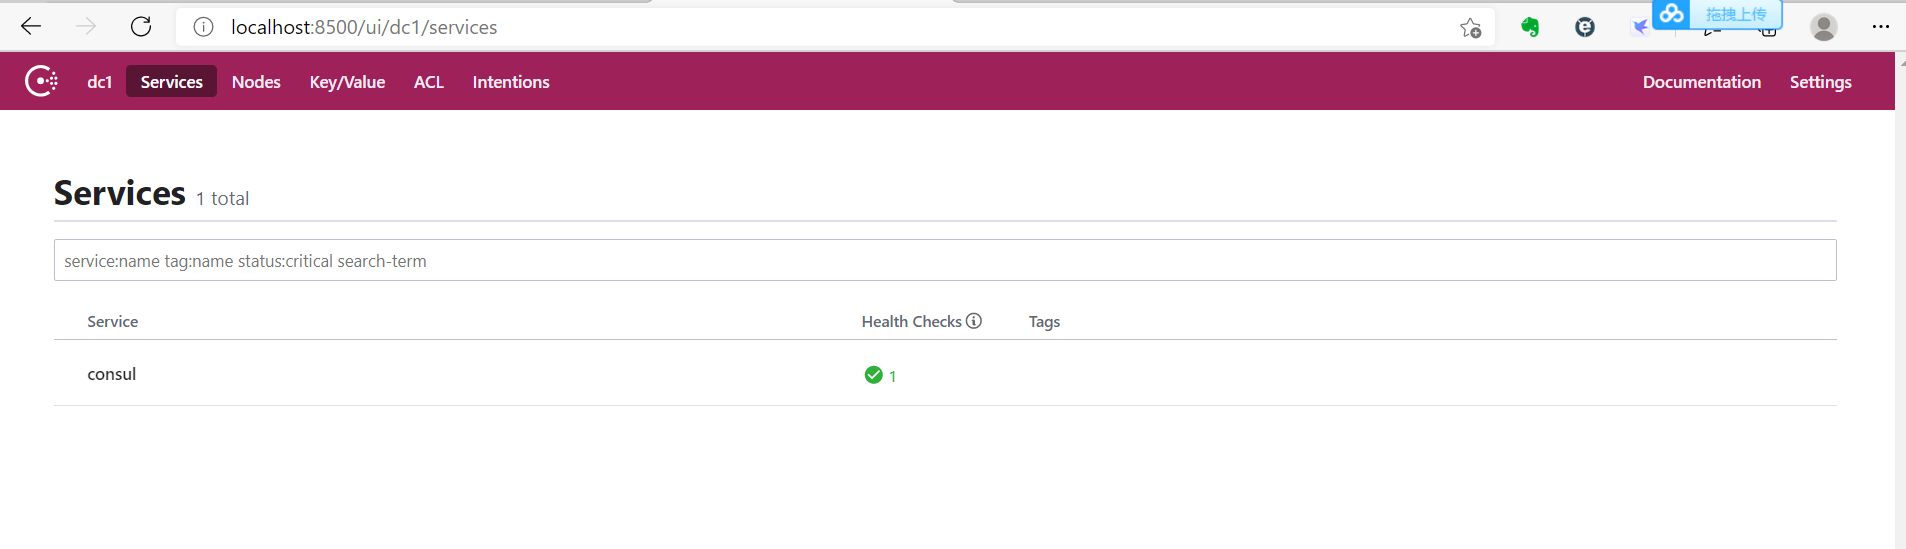 localhost:8500/ui/dc1/services
拖拽上传
dc1 Services Nodes Key/Value ACL Intentions Documentation Settings
Services 1 total
service:name tag:name status:critical search-term
Service Health Checks Tags
consul 1